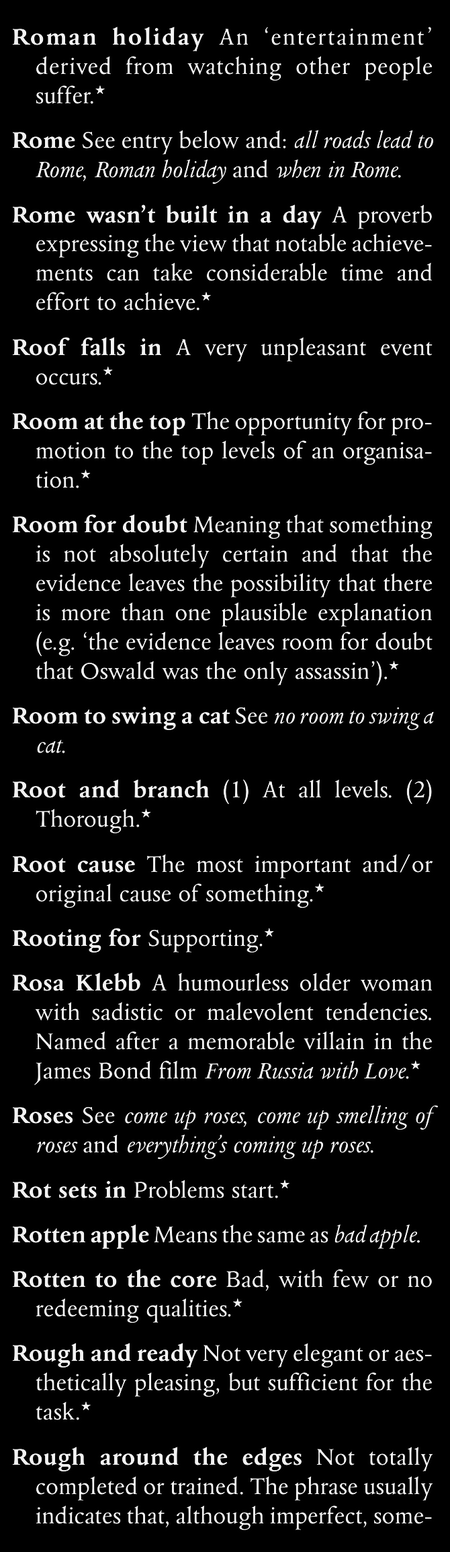 Roman holiday An ‘entertainment’
derived from watching other people
suffer.★
Rome See entry below and: all roads lead to
Rome, Roman holiday and when in Rome.
Rome wasn’t built in a day A proverb
expressing the view that notable achieve-
ments can take considerable time and
effort to achieve.★
Roof falls in A very unpleasant event
occurs.★
Room at the top The opportunity for pro-
motion to the top levels of an organisa-
tion.★
Room for doubt Meaning that something
is not absolutely certain and that the
evidence leaves the possibility that there
is more than one plausible explanation
(e.g. ‘the evidence leaves room for doubt
that Oswald was the only assassin’).★
Room to swing a cat See no room to swing a
cat.
Root and branch (1) At all levels. (2)
Thorough.★
Root cause The most important and/or
original cause of something.★
Rooting for Supporting.★
Rosa Klebb A humourless older woman
with sadistic or malevolent tendencies.
Named after a memorable villain in the
James Bond film From Russia with Love.★
Roses See come up roses, come up smelling of
roses and everything’s coming up roses.
Rot sets in Problems start.★
Rotten apple Means the same as bad apple.
Rotten to the core Bad, with few or no
redeeming qualities.★
Rough and ready Not very elegant or aes-
thetically pleasing, but sufficient for the
task.★
Rough around the edges Not totally
completed or trained. The phrase usually
indicates that, although imperfect, some-